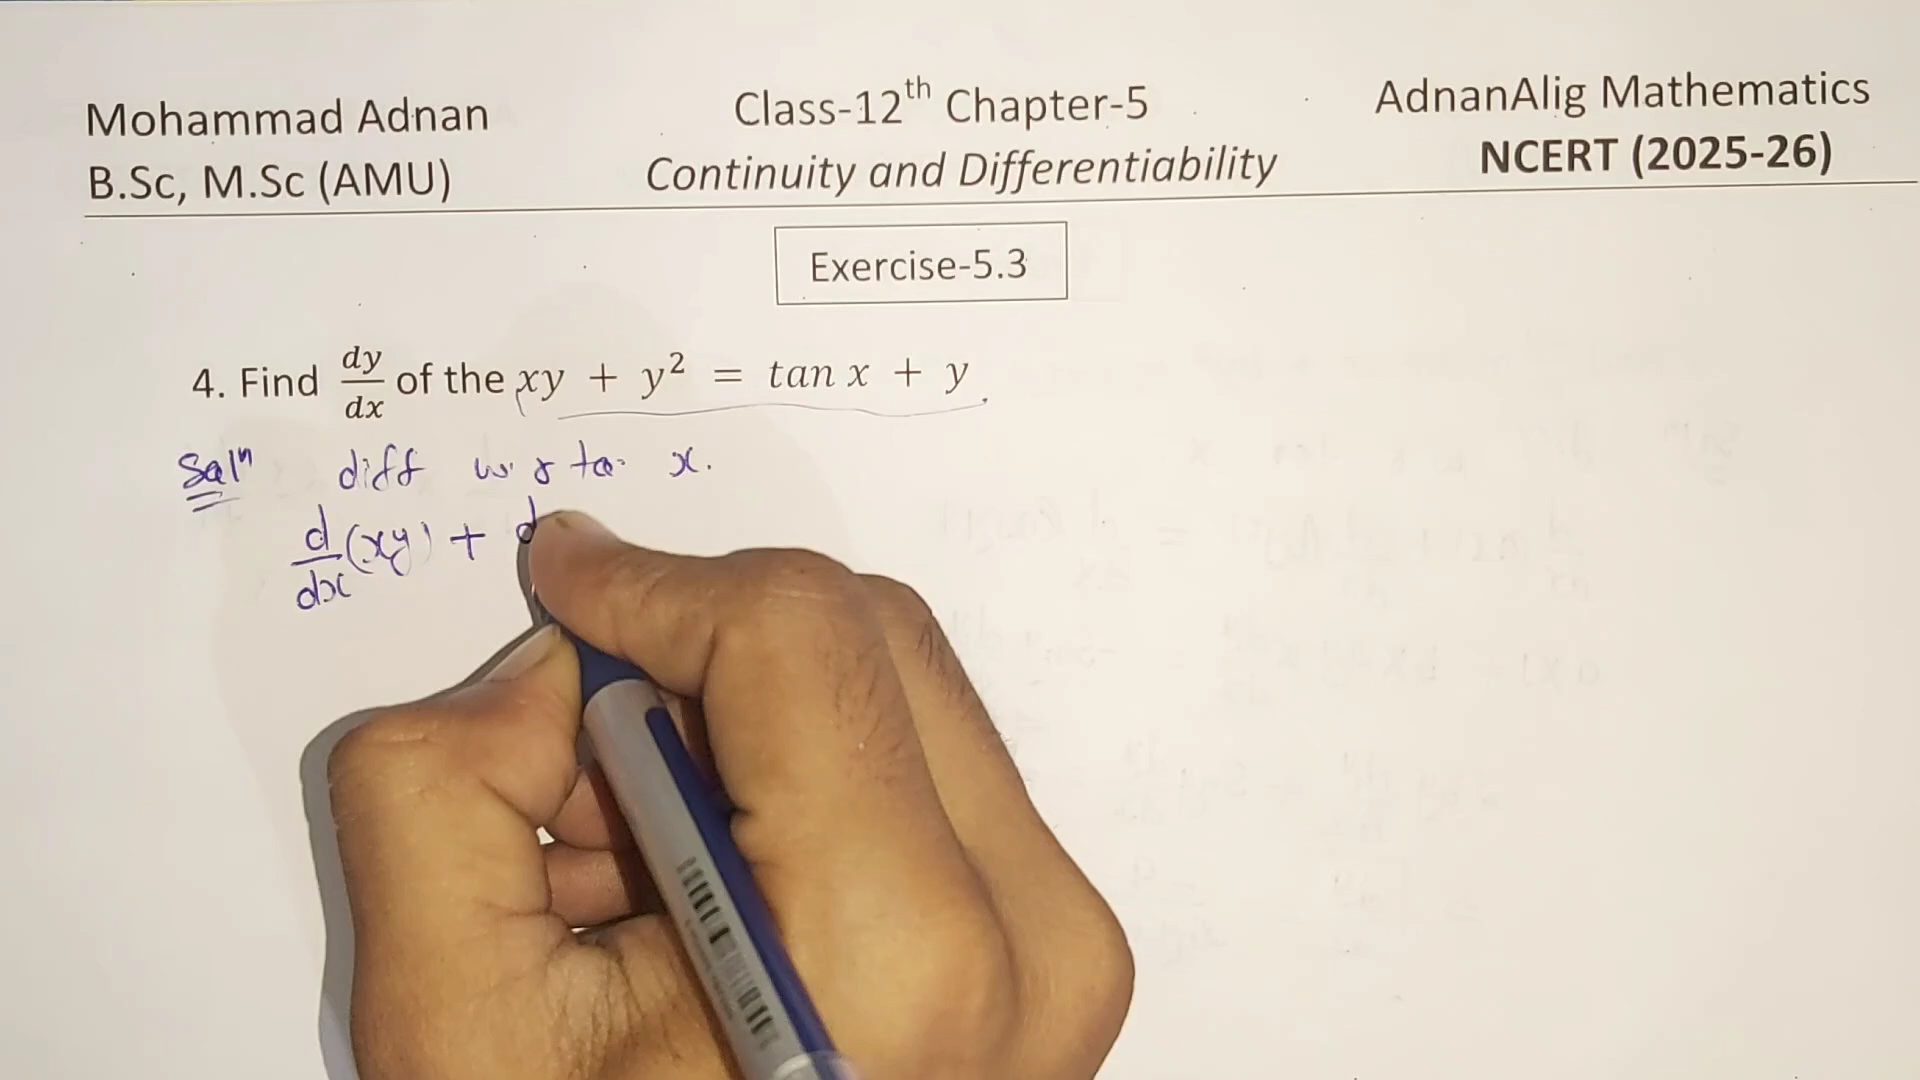 Mohammad Adnan
B.Sc, M.Sc (AMU)
Class-12th Chapter-5
Continuity and Differentiability
AdnanAlig Mathematics
NCERT (2025-26)
Exercise-5.3
4. Find dy/dx of the xy + y² = tan x + y
Solⁿ diff w. r to. x.
d/dx (xy) + d